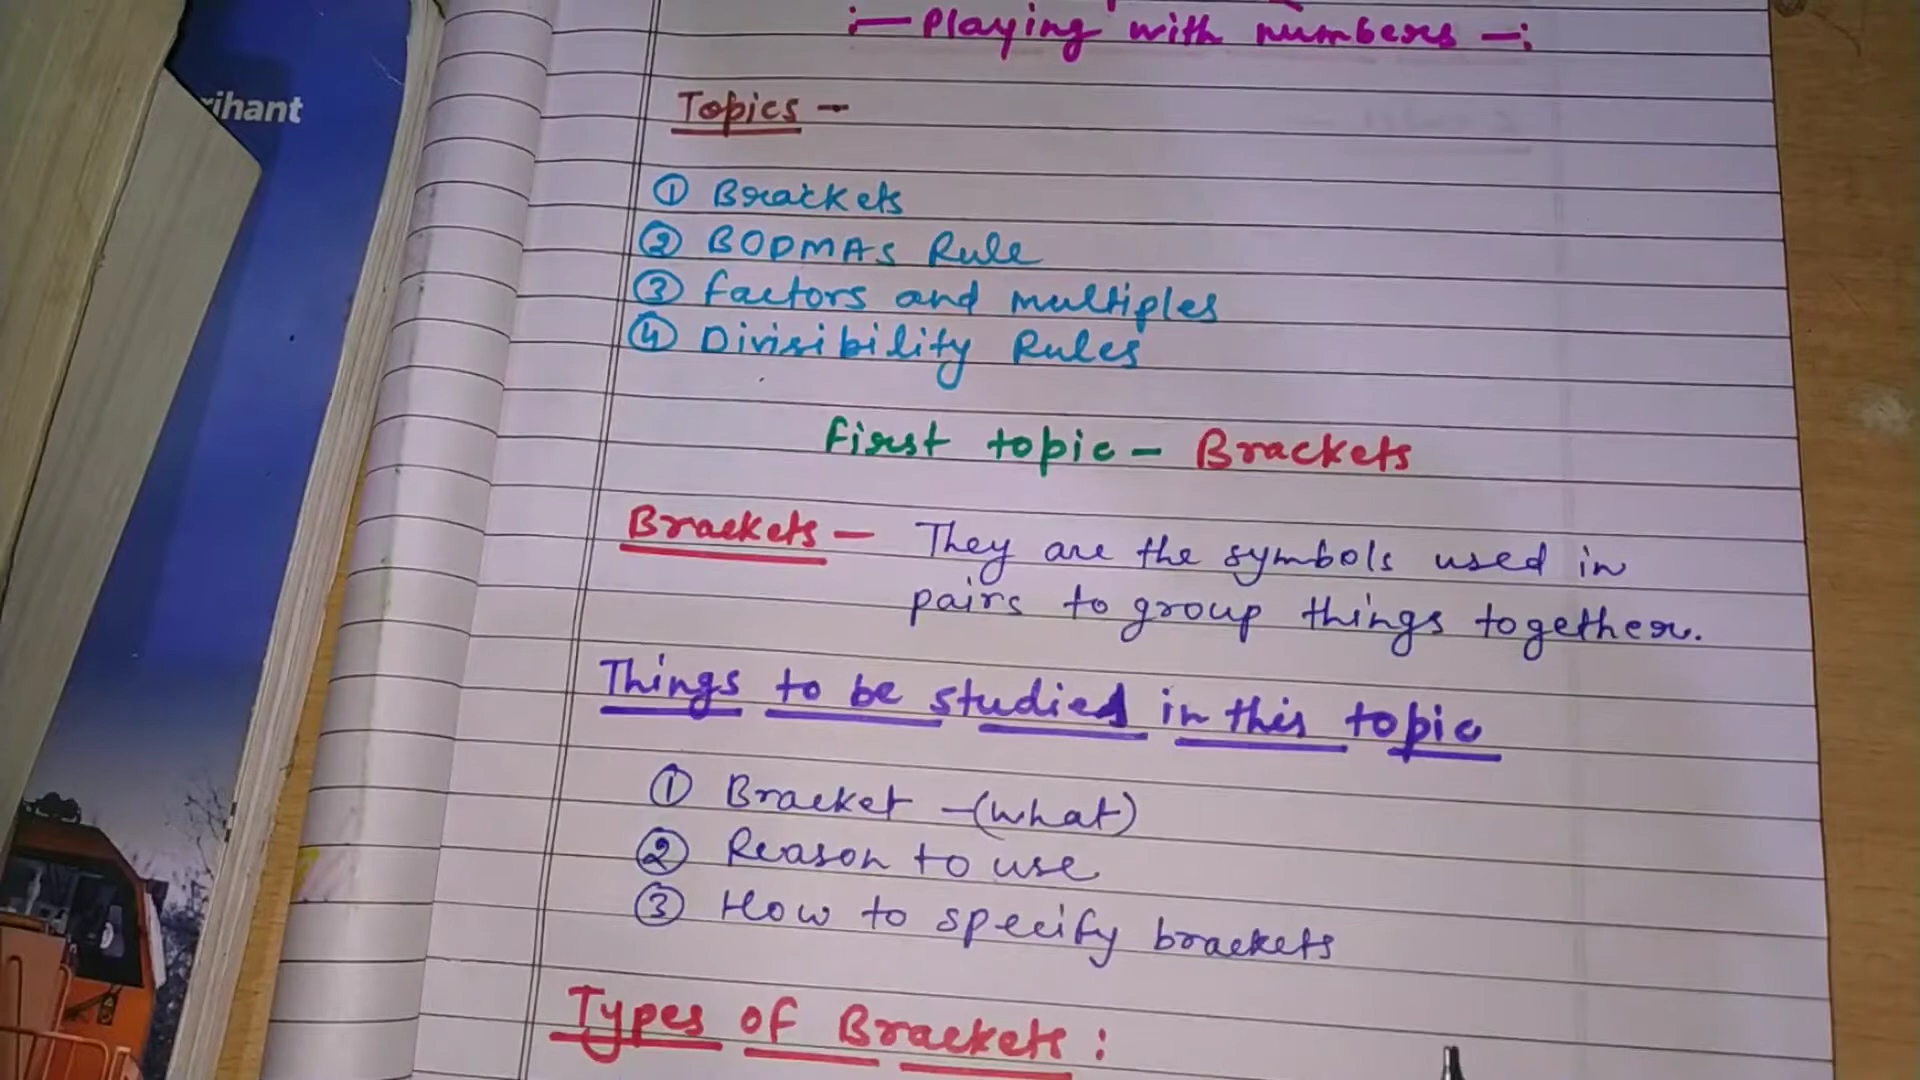 :— Playing with numbers —:
rihant
Topics —
① Brackets
② BODMAS Rule
③ factors and multiples
④ Divisibility Rules
first topic — Brackets
Brackets — They are the symbols used in
pairs to group things together.
Things to be studied in this topic
① Bracket —(what)
② Reason to use
③ How to specify brackets
Types of Brackets :